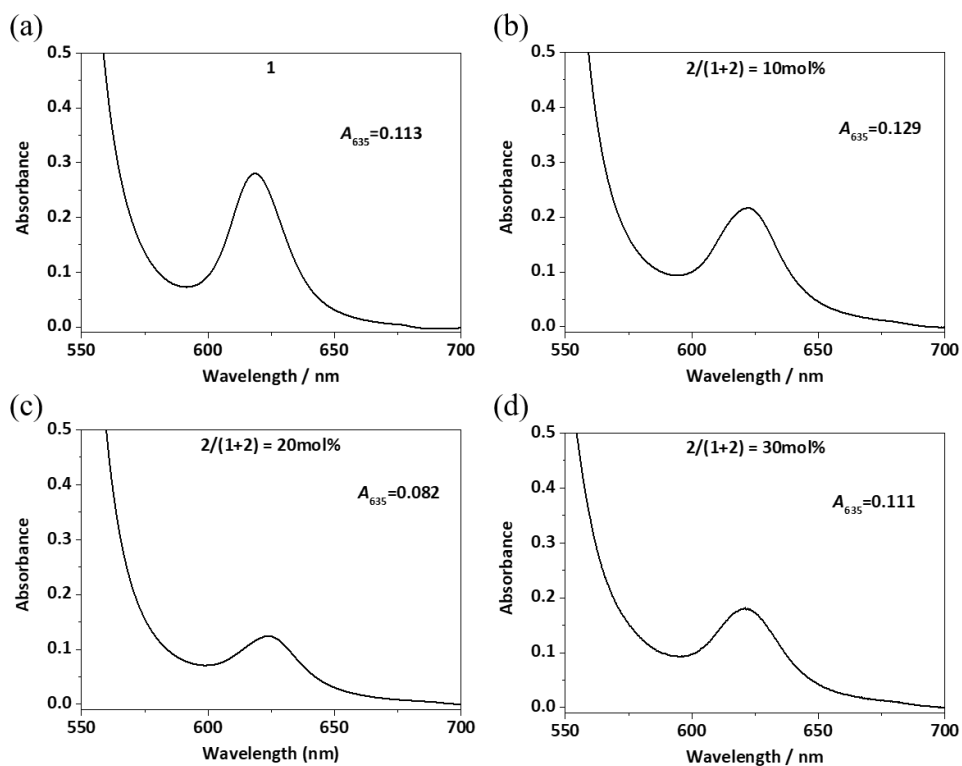 (a)
1
A635=0.113
Absorbance
0.5
0.4
0.3
0.2
0.1
0.0
550
600
650
700
Wavelength / nm
(b)
2/(1+2) = 10mol%
A635=0.129
Absorbance
0.5
0.4
0.3
0.2
0.1
0.0
550
600
650
700
Wavelength / nm
(c)
2/(1+2) = 20mol%
A635=0.082
Absorbance
0.5
0.4
0.3
0.2
0.1
0.0
550
600
650
700
Wavelength (nm)
(d)
2/(1+2) = 30mol%
A635=0.111
Absorbance
0.5
0.4
0.3
0.2
0.1
0.0
550
600
650
700
Wavelength / nm